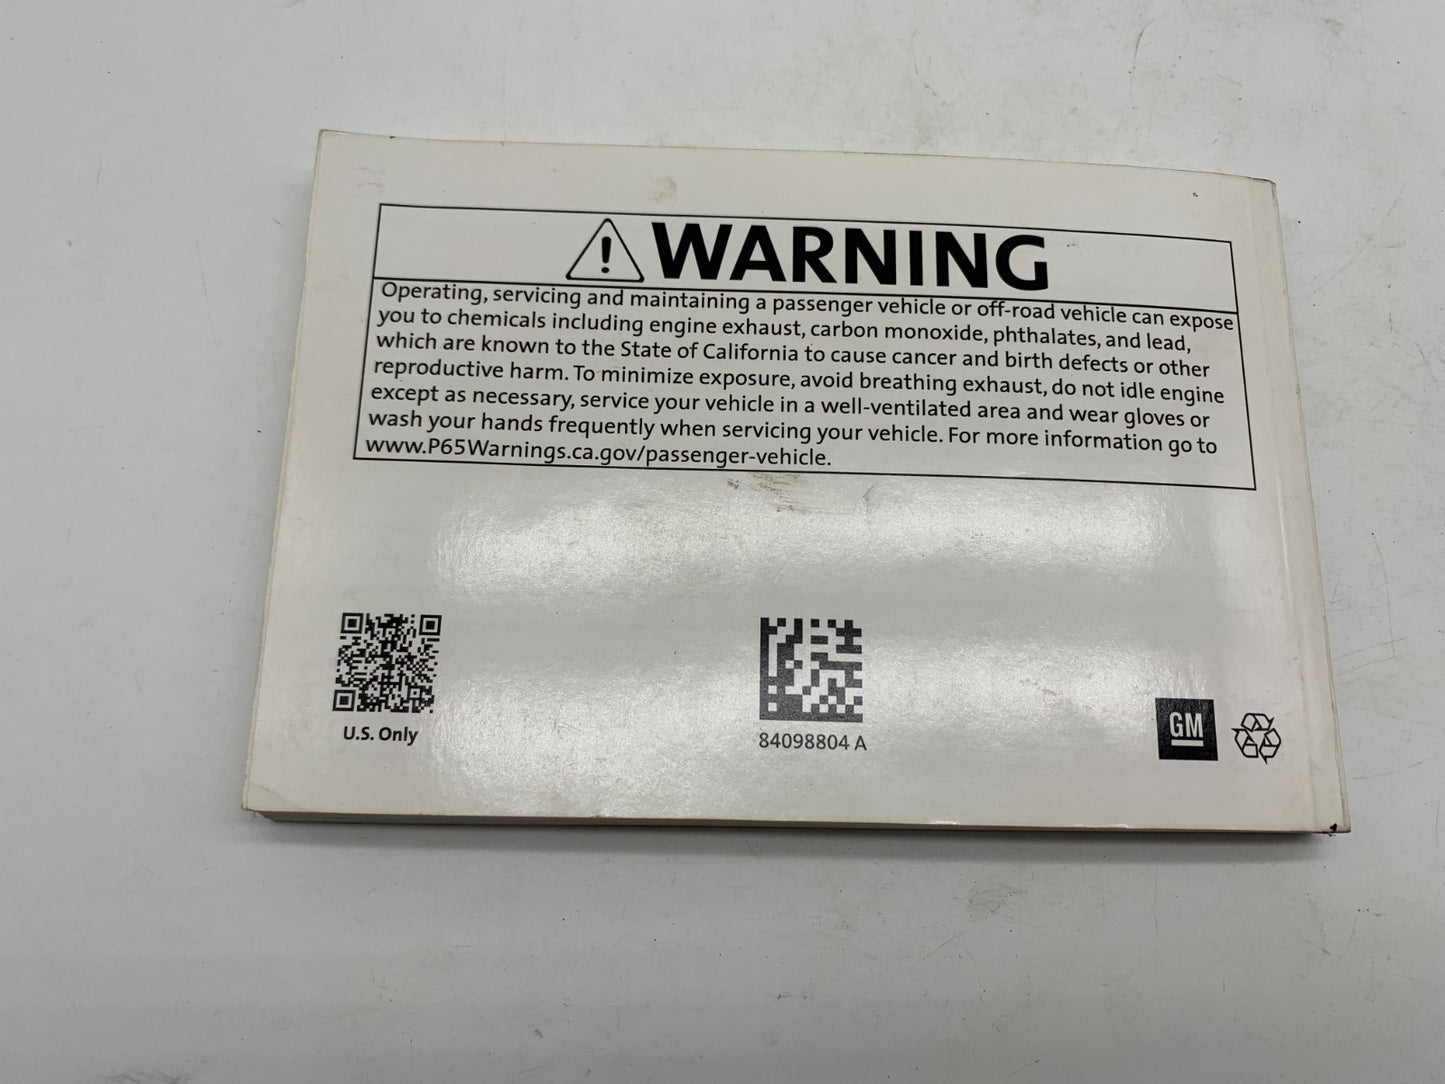 WARNING
Operating, servicing and maintaining a passenger vehicle or off-road vehicle can expose
you to chemicals including engine exhaust, carbon monoxide, phthalates, and lead,
which are known to the State of California to cause cancer and birth defects or other
reproductive harm. To minimize exposure, avoid breathing exhaust, do not idle engine
except as necessary, service your vehicle in a well-ventilated area and wear gloves or
wash your hands frequently when servicing your vehicle. For more information go to
www.P65Warnings.ca.gov/passenger-vehicle.
U.S. Only
84098804 A
GM